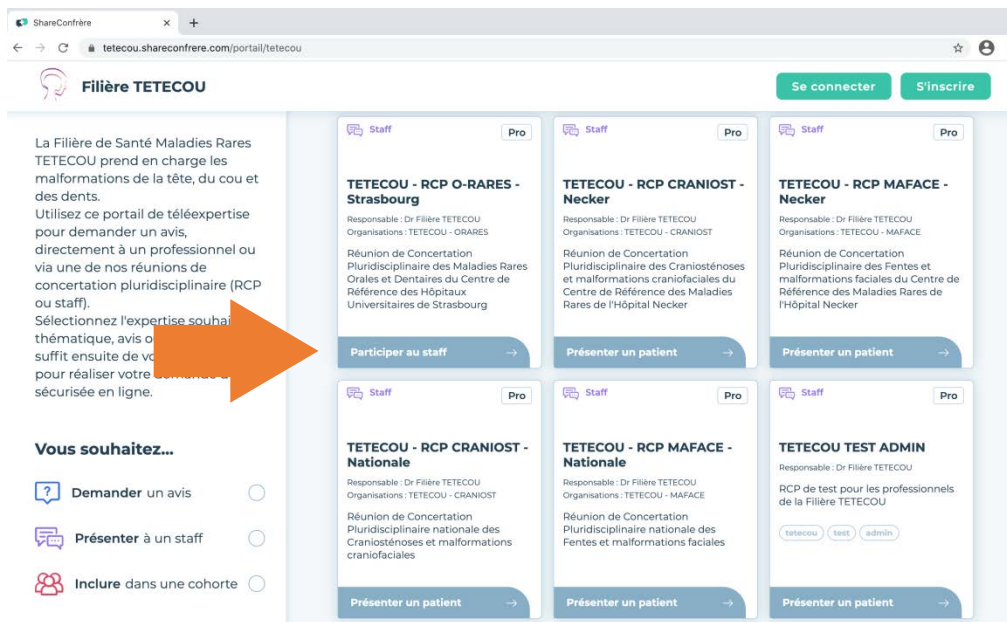 ShareConfrère
tetecou.shareconfrere.com/portail/tetecou
Filière TETECOU
Se connecter
S'inscrire
La Filière de Santé Maladies Rares
TETECOU prend en charge les
malformations de la tête, du cou et
des dents.
Utilisez ce portail de téléexpertise
pour demander un avis,
directement à un professionnel ou
via une de nos réunions de
concertation pluridisciplinaire (RCP
ou staff).
Sélectionnez l'expertise
thématique, avis
suffit ensuite de
pour réaliser votre
sécurisée en ligne.
Vous souhaitez...
Demander un avis
Présenter à un staff
Inclure dans une cohorte
Staff
Pro
TETECOU - RCP O-RARES -
Strasbourg
Responsable : Dr Filière TETECOU
Organisations : TETECOU - ORARES
Réunion de Concertation
Pluridisciplinaire des Maladies Rares
Orales et Dentaires du Centre de
Référence des Hôpitaux
Universitaires de Strasbourg
Participer au staff
Staff
Pro
TETECOU - RCP CRANIOST -
Necker
Responsable : Dr Filière TETECOU
Organisations : TETECOU - CRANIOST
Réunion de Concertation
Pluridisciplinaire des Craniosténoses
et malformations craniofaciales du
Centre de Référence des Maladies
Rares de l'Hôpital Necker
Présenter un patient
Staff
Pro
TETECOU - RCP MAFACE -
Necker
Responsable : Dr Filière TETECOU
Organisations : TETECOU - MAFACE
Réunion de Concertation
Pluridisciplinaire des Fentes et
malformations faciales du Centre de
Référence des Maladies Rares de
l'Hôpital Necker
Présenter un patient
Staff
Pro
TETECOU - RCP CRANIOST -
Nationale
Responsable : Dr Filière TETECOU
Organisations : TETECOU - CRANIOST
Réunion de Concertation
Pluridisciplinaire nationale des
Craniosténoses et malformations
craniofaciales
Présenter un patient
Staff
Pro
TETECOU - RCP MAFACE -
Nationale
Responsable : Dr Filière TETECOU
Organisations : TETECOU - MAFACE
Réunion de Concertation
Pluridisciplinaire nationale des
Fentes et malformations faciales
Présenter un patient
Staff
Pro
TETECOU TEST ADMIN
Responsable : Dr Filière TETECOU
RCP de test pour les professionnels
de la Filière TETECOU
tetecou
test
admin
Présenter un patient